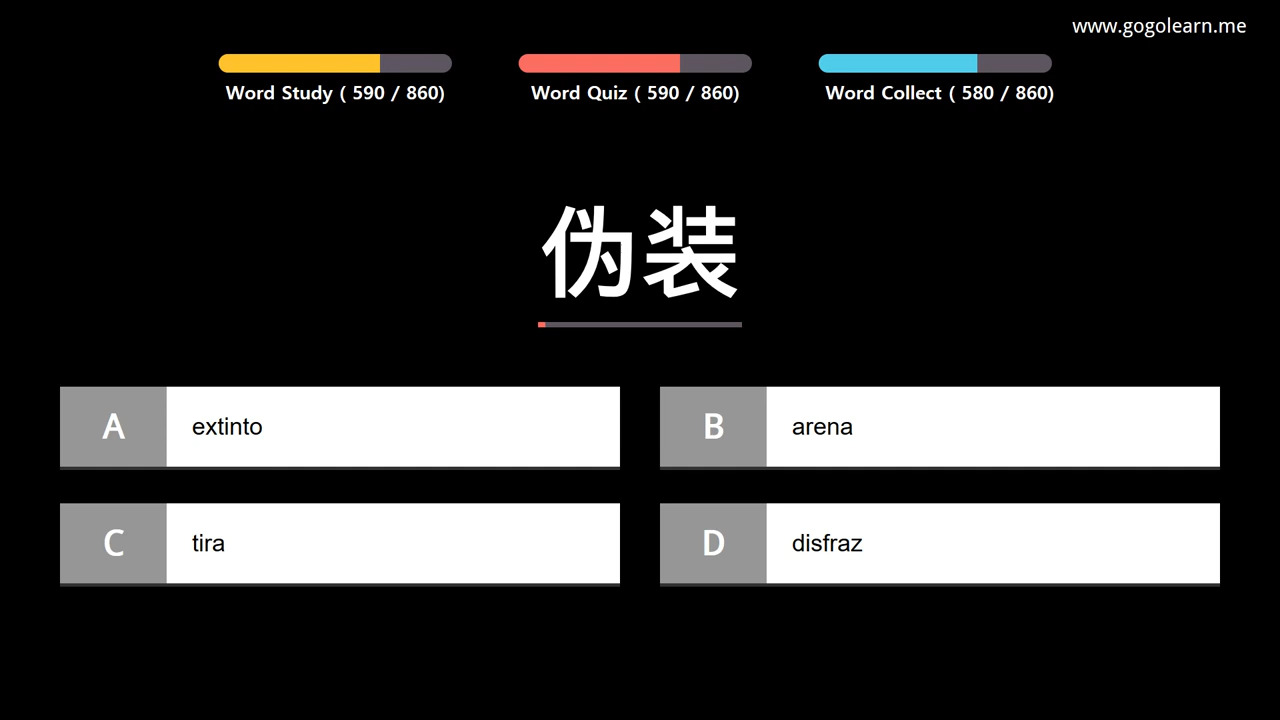 www.gogolearn.me
Word Study ( 590 / 860)
Word Quiz ( 590 / 860)
Word Collect ( 580 / 860)
伪装
A extinto
B arena
C tira
D disfraz